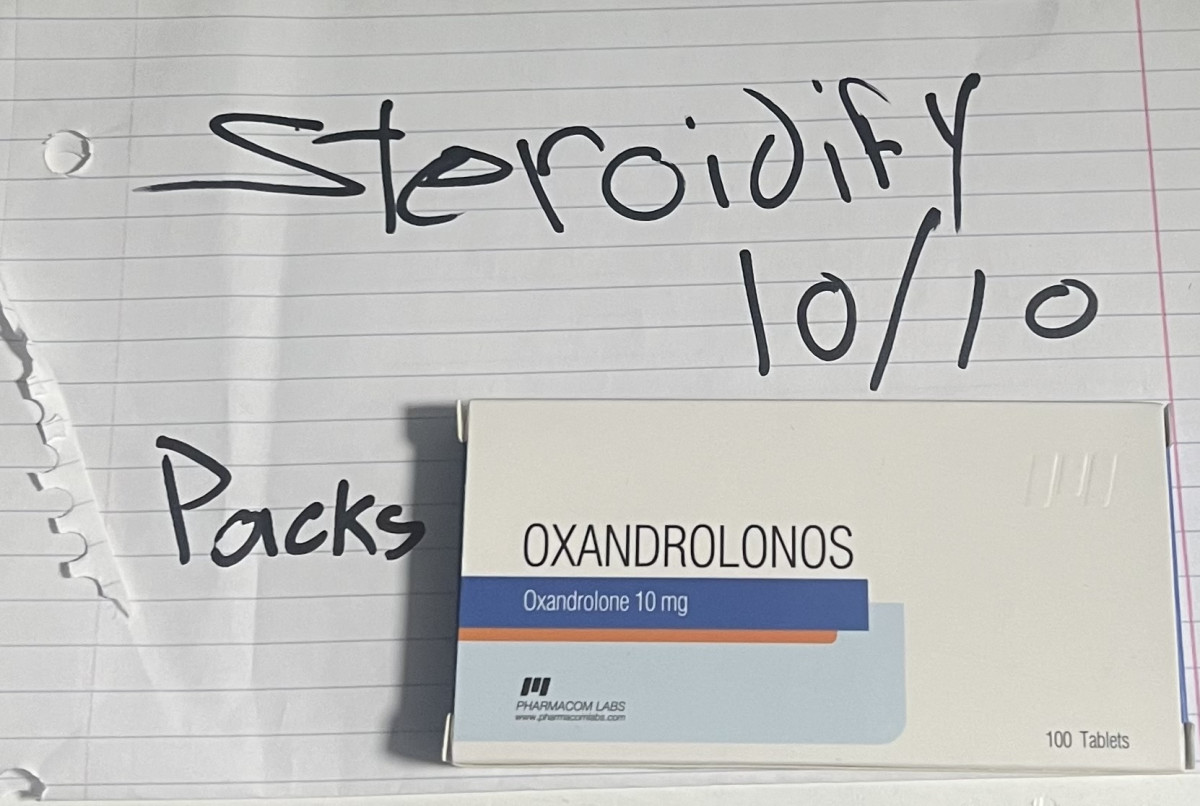 Steroidify
10/10
Packs
OXANDROLONOS
Oxandrolone 10 mg
PHARMACOM LABS
www.pharmacomlabs.com
100 Tablets